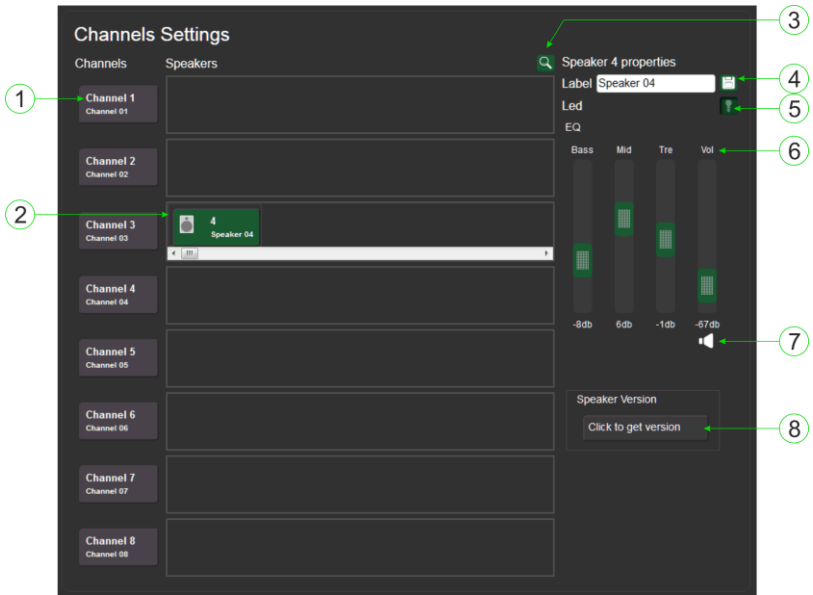 Channels Settings
Channels
Speakers
Channel 1
Channel 01
Channel 2
Channel 02
4
Speaker 04
Channel 3
Channel 03
Channel 4
Channel 04
Channel 5
Channel 05
Channel 6
Channel 06
Channel 7
Channel 07
Channel 8
Channel 08
Speaker 4 properties
Label Speaker 04
Led
EQ
Bass Mid Tre Vol
-8db 6db -1db -67db
Speaker Version
Click to get version
1
2
3
4
5
6
7
8